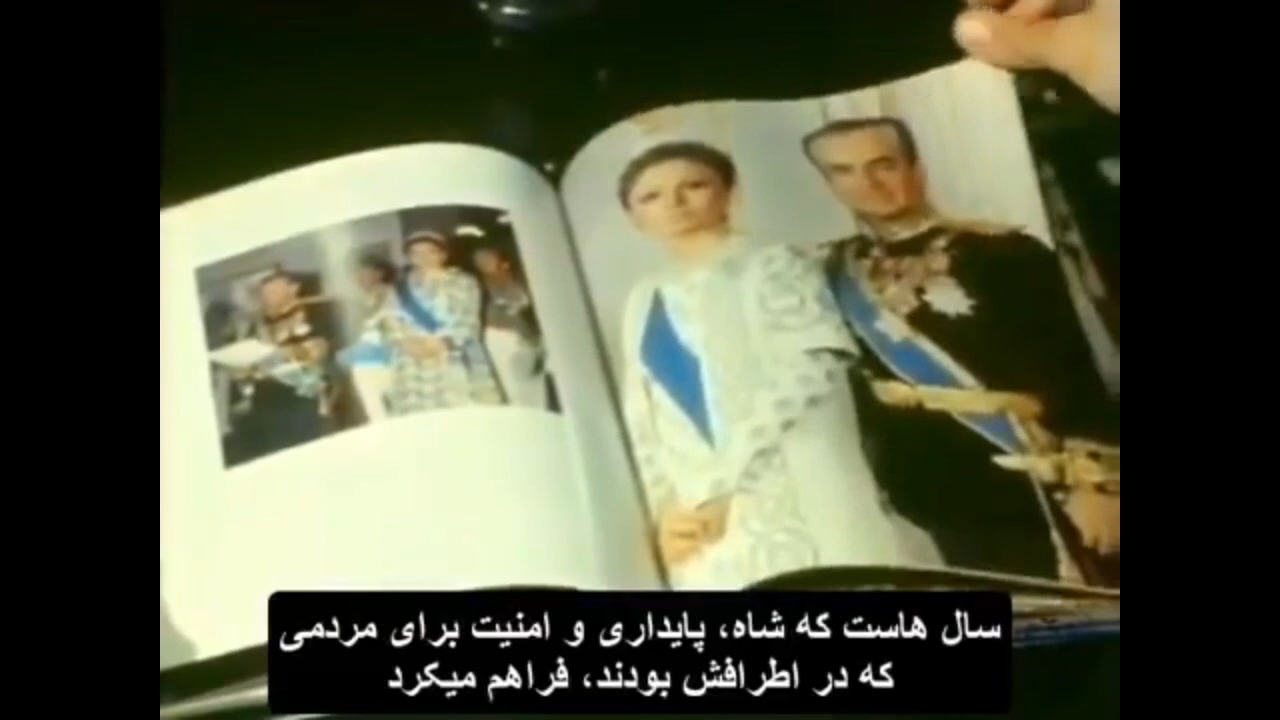 سال هاست که شاه، پایداری و امنیت برای مردمی
که در اطرافش بودند، فراهم میکرد